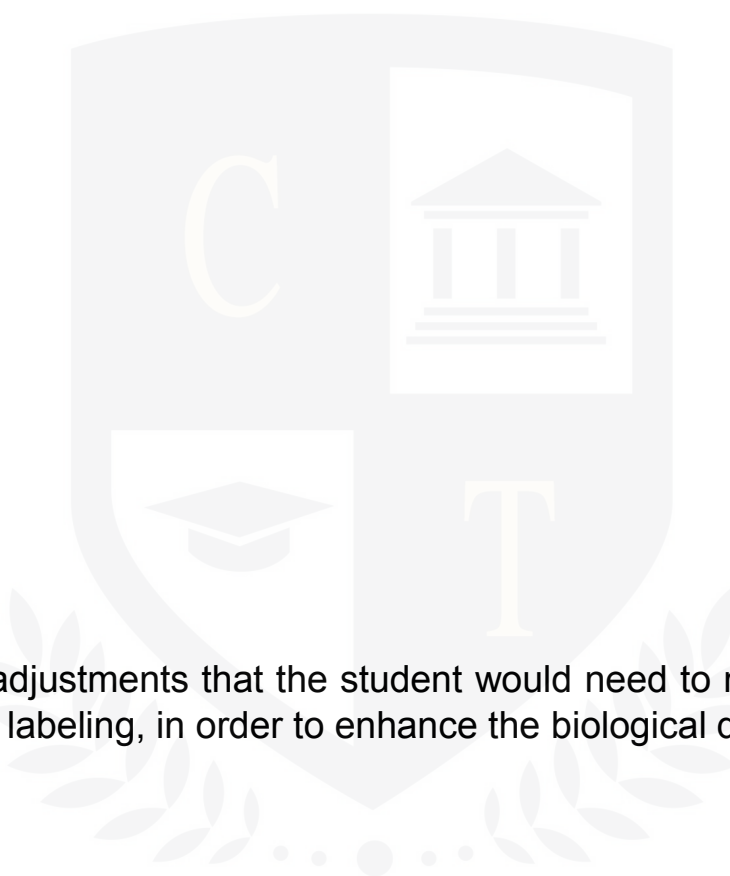 C
T
adjustments that the student would need to
labeling, in order to enhance the biological